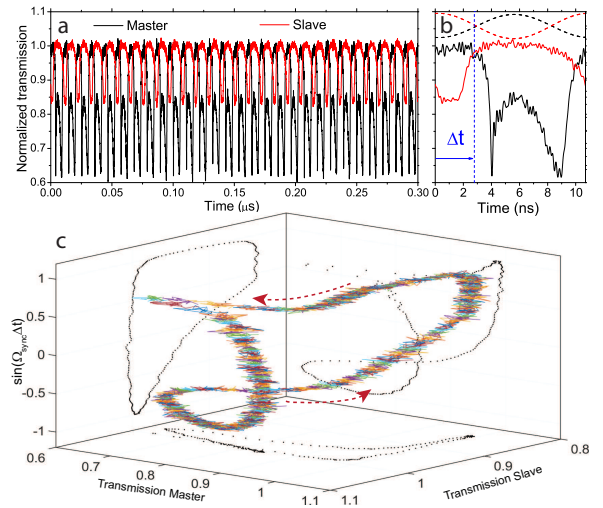 a
Master
Slave
b
Normalized transmission
1.1
1.0
0.9
0.8
0.7
0.6
0.00 0.05 0.10 0.15 0.20 0.25 0.30
Time (μs)
Δt
0 2 4 6 8 10
Time (ns)
c
sin(Ωsync Δt)
1
0.5
0
-0.5
-1
0.6
0.7
0.8
0.9
1
1.1
Transmission Master
1.1
1
0.9
0.8
Transmission Slave